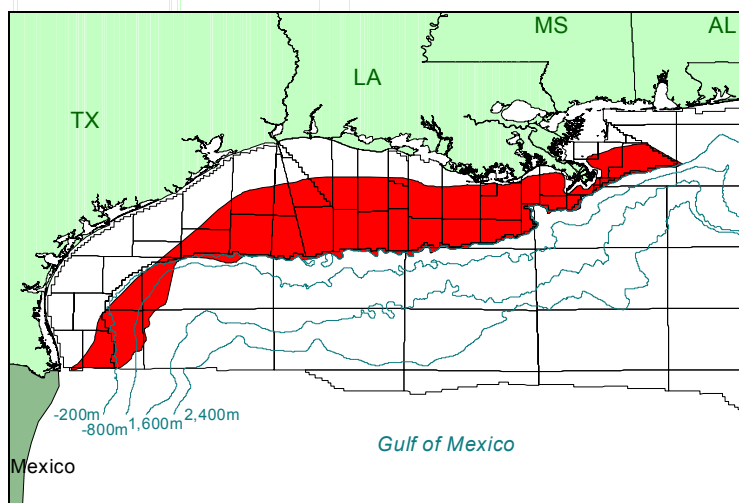 MS
AL
LA
TX
-200m
-800m
1,600m
2,400m
Gulf of Mexico
Mexico